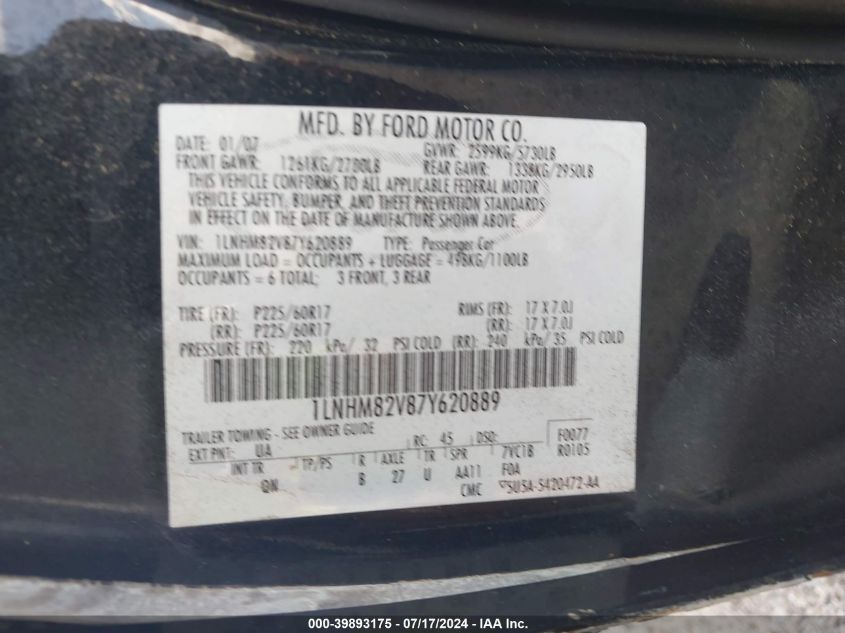 MFD. BY FORD MOTOR CO.
DATE: 01/07 GVWR: 2599KG/5730LB
FRONT GAWR: 1261KG/2780LB REAR GAWR: 1338KG/2950LB
THIS VEHICLE CONFORMS TO ALL APPLICABLE FEDERAL MOTOR
VEHICLE SAFETY, BUMPER, AND THEFT PREVENTION STANDARDS
IN EFFECT ON THE DATE OF MANUFACTURE SHOWN ABOVE.
VIN: 1LNHM82V87Y620889 TYPE: Passenger Car
MAXIMUM LOAD = OCCUPANTS + LUGGAGE = 498KG/1100LB
OCCUPANTS = 6 TOTAL; 3 FRONT, 3 REAR
TIRE (FR): P225/60R17 RIMS (FR): 17 X 7.0J
(RR): P225/60R17 (RR): 17 X 7.0J
PRESSURE (FR): 220 kPa/ 32 PSI COLD (RR): 240 kPa/ 35 PSI COLD
1LNHM82V87Y620889
TRAILER TOWING - SEE OWNER GUIDE
EXT PNT: UA RC: 45 DSO: F0077
INT TR TP/PS R AXLE TR SPR 7VC1B R0105
QN B 27 U AA11 F0A
CMC 5U5A-5420472-AA
000-39893175 - 07/17/2024 - IAA Inc.